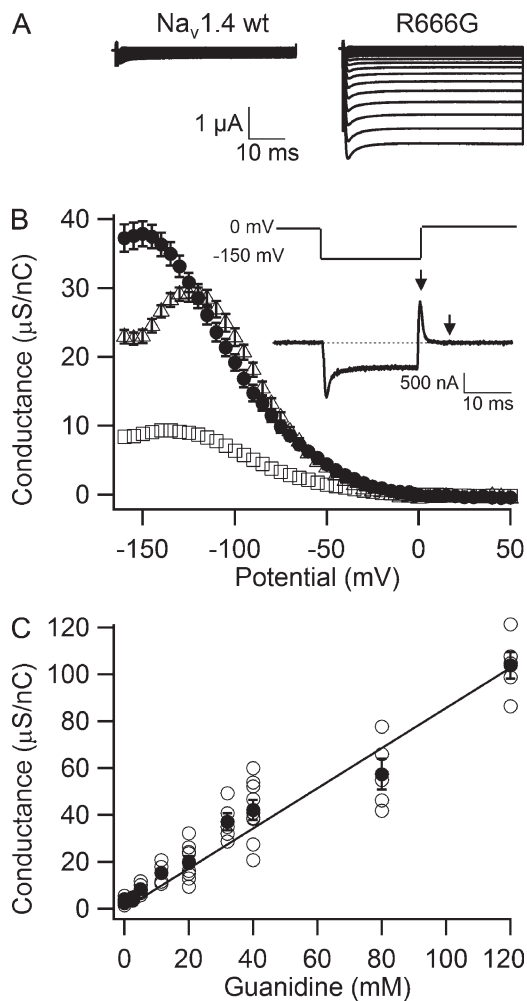 A
Nav1.4 wt
R666G
1 µA
10 ms
B
40
30
20
10
0
Conductance (µS/nC)
0 mV
-150 mV
500 nA
10 ms
-150
-100
-50
0
50
Potential (mV)
C
120
100
80
60
40
20
0
Conductance (µS/nC)
0
20
40
60
80
100
120
Guanidine (mM)